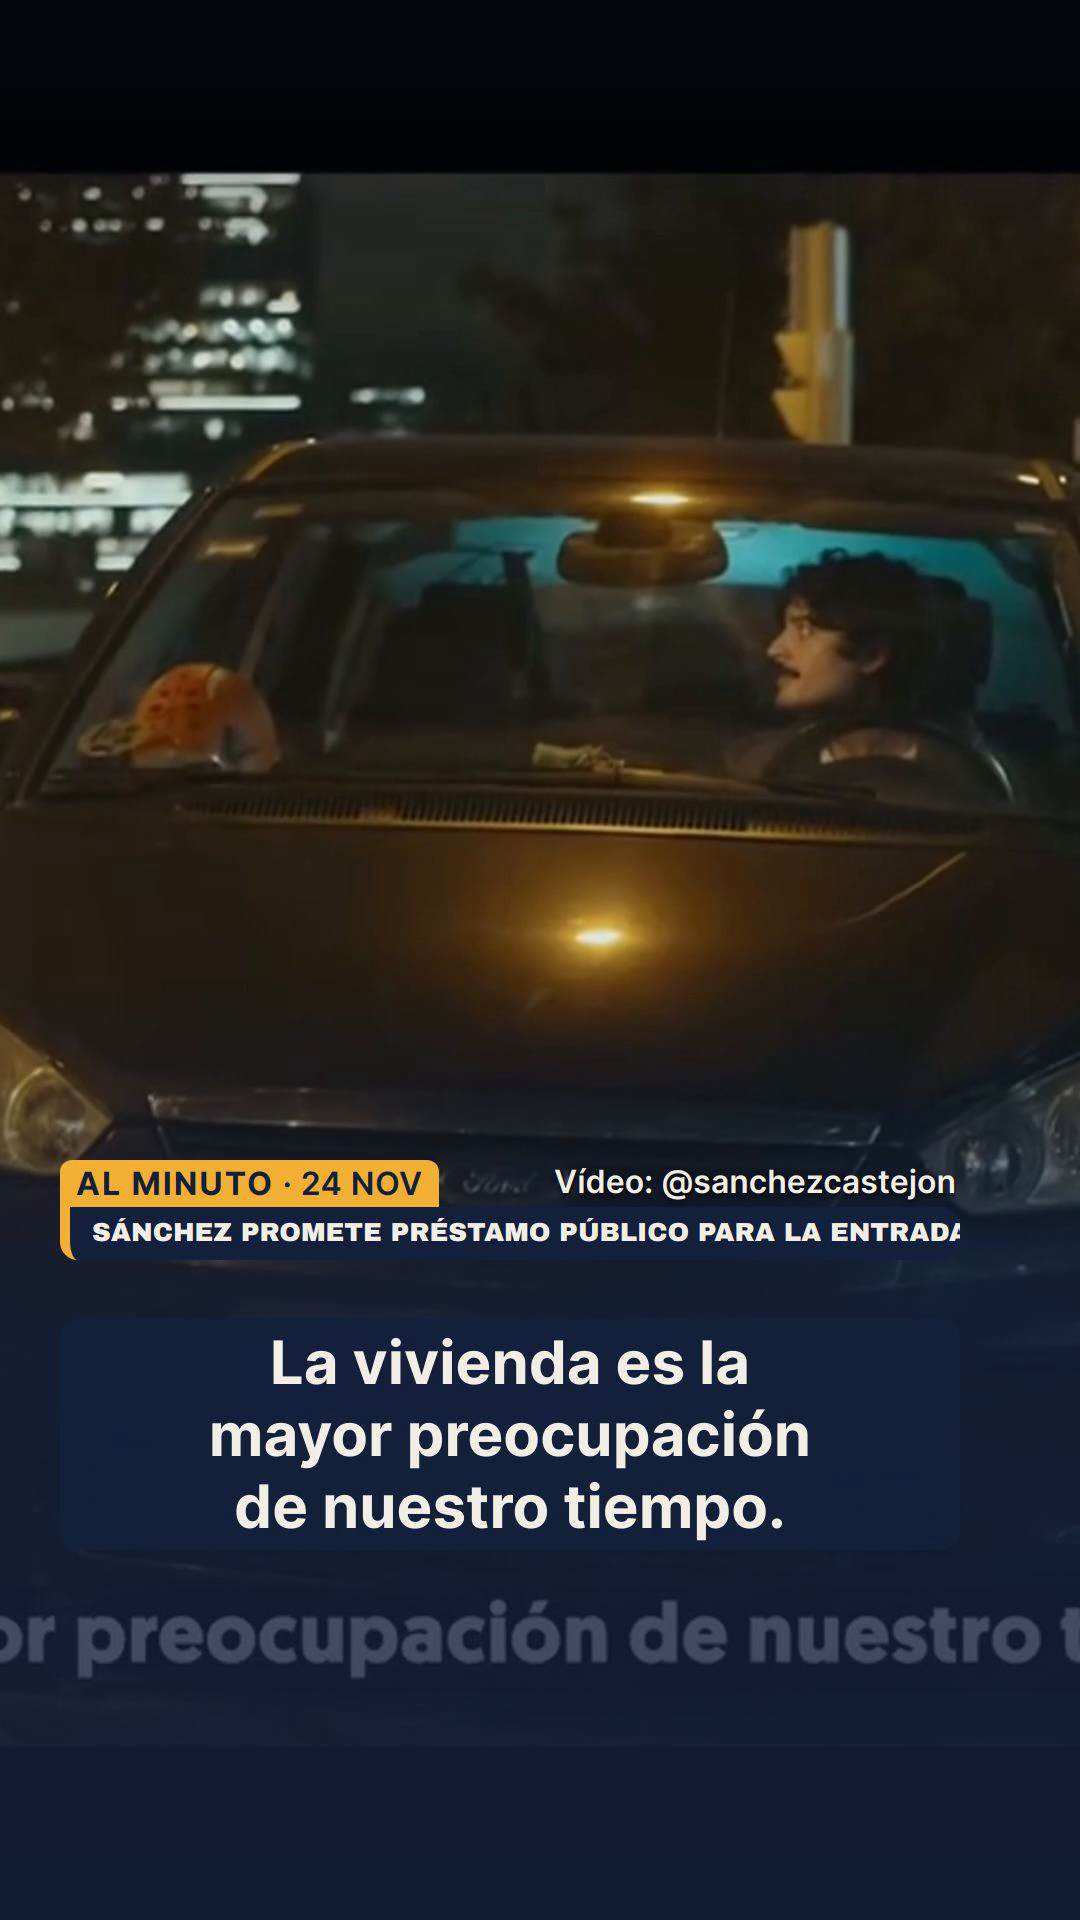 AL MINUTO · 24 NOV
Vídeo: @sanchezcastejon
SÁNCHEZ PROMETE PRÉSTAMO PÚBLICO PARA LA ENTRADA
La vivienda es la
mayor preocupación
de nuestro tiempo.
or preocupación de nuestro t
Ford